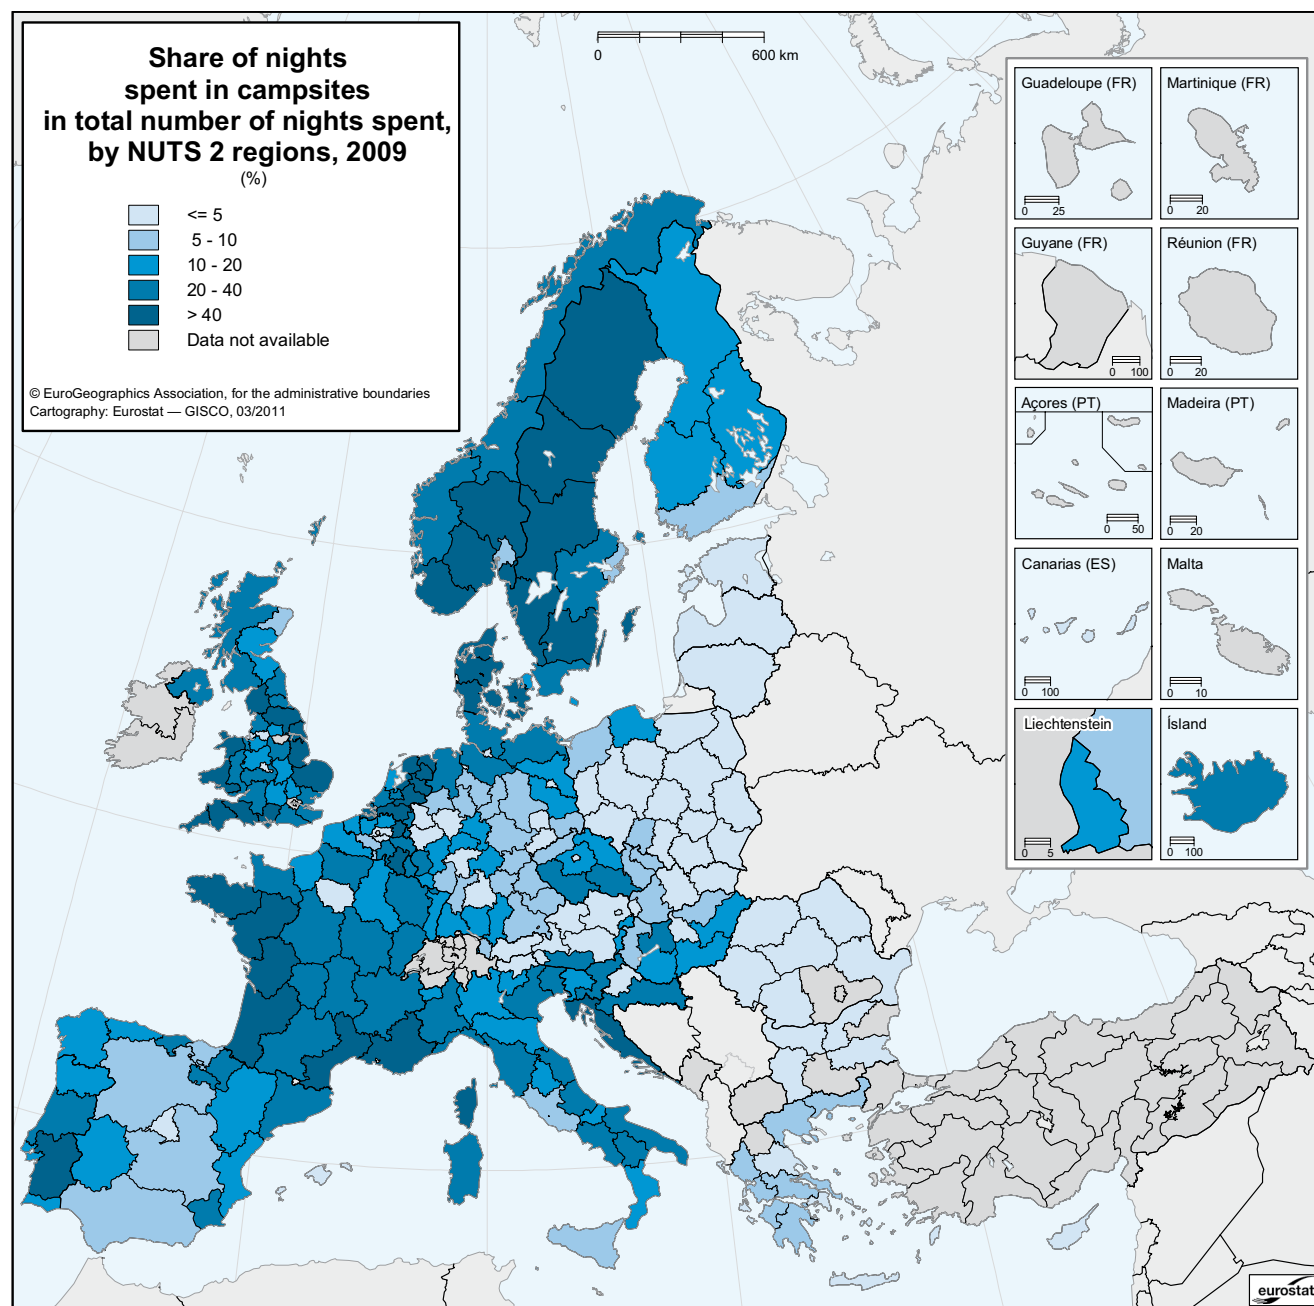 Share of nights
spent in campsites
in total number of nights spent,
by NUTS 2 regions, 2009
(%)
<= 5
5 - 10
10 - 20
20 - 40
> 40
Data not available
© EuroGeographics Association, for the administrative boundaries
Cartography: Eurostat — GISCO, 03/2011
0 600 km
Guadeloupe (FR)
0 25
Martinique (FR)
0 20
Guyane (FR)
0 100
Réunion (FR)
0 20
Açores (PT)
0 50
Madeira (PT)
0 20
Canarias (ES)
0 100
Malta
0 10
Liechtenstein
0 5
Ísland
0 100
eurostat